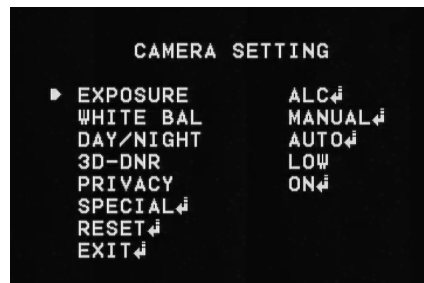 CAMERA SETTING
EXPOSURE ALC↲
WHITE BAL MANUAL↲
DAY/NIGHT AUTO↲
3D-DNR LOW
PRIVACY ON↲
SPECIAL↲
RESET↲
EXIT↲